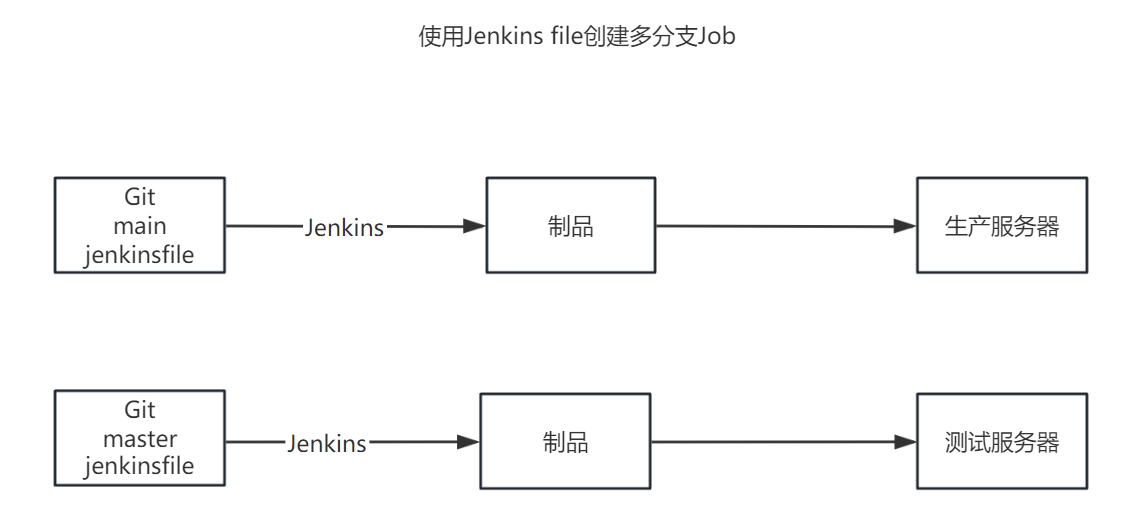 使用Jenkins file创建多分支Job
Git
main
jenkinsfile
Jenkins
制品
生产服务器
Git
master
jenkinsfile
Jenkins
制品
测试服务器